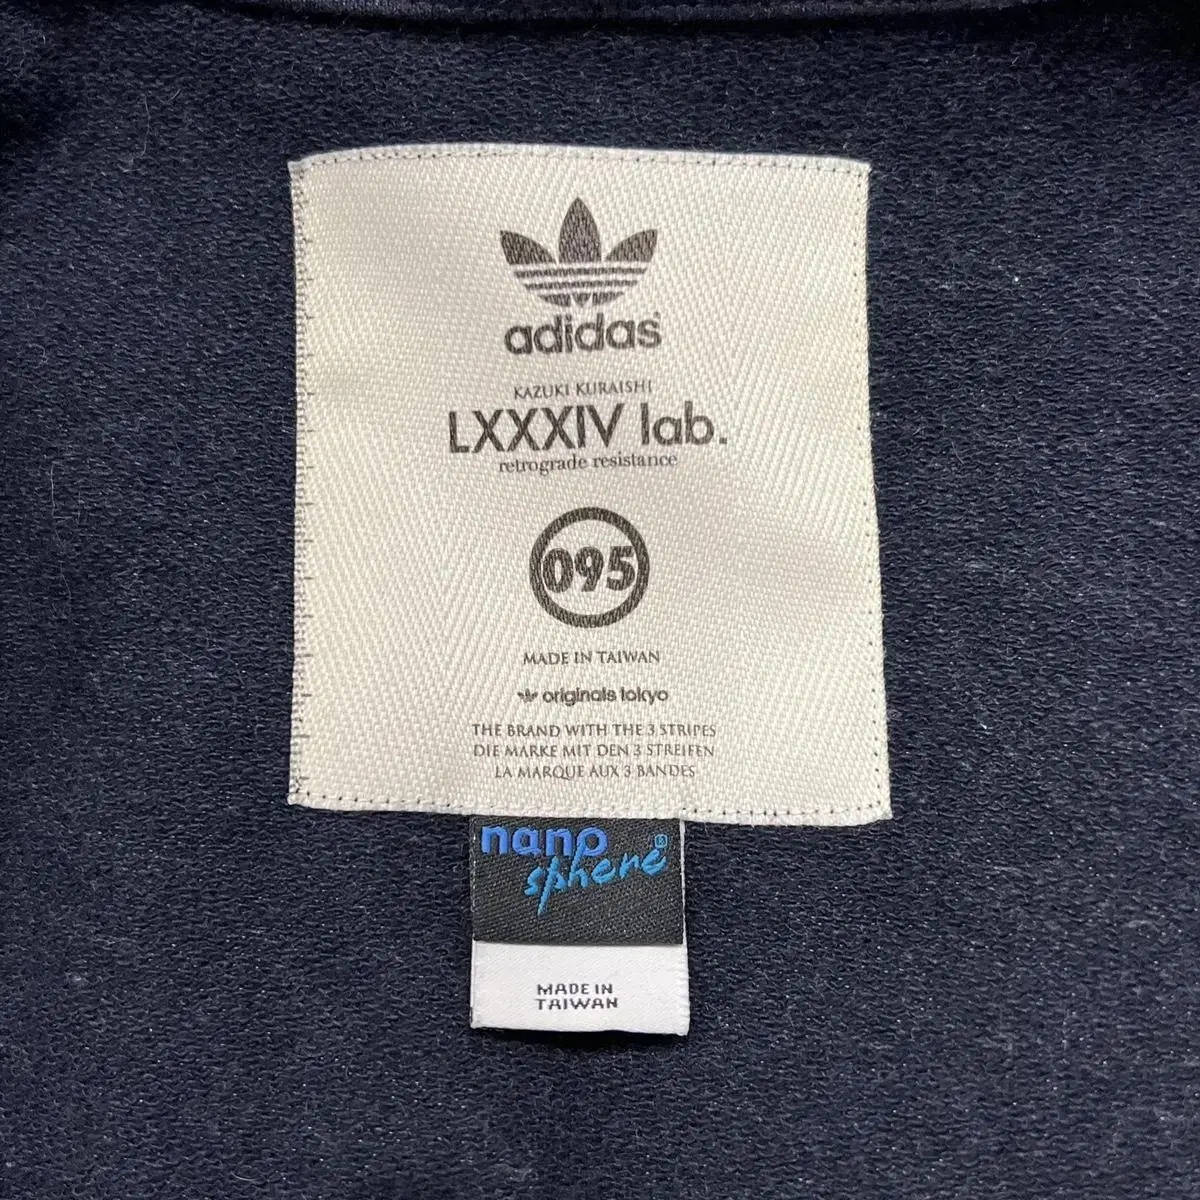 adidas
KAZUKI KURAISHI
LXXXIV lab.
retrograde resistance
095
MADE IN TAIWAN
originals tokyo
THE BRAND WITH THE 3 STRIPES
DIE MARKE MIT DEN 3 STREIFEN
LA MARQUE AUX 3 BANDES
nano
sphere®
MADE IN
TAIWAN